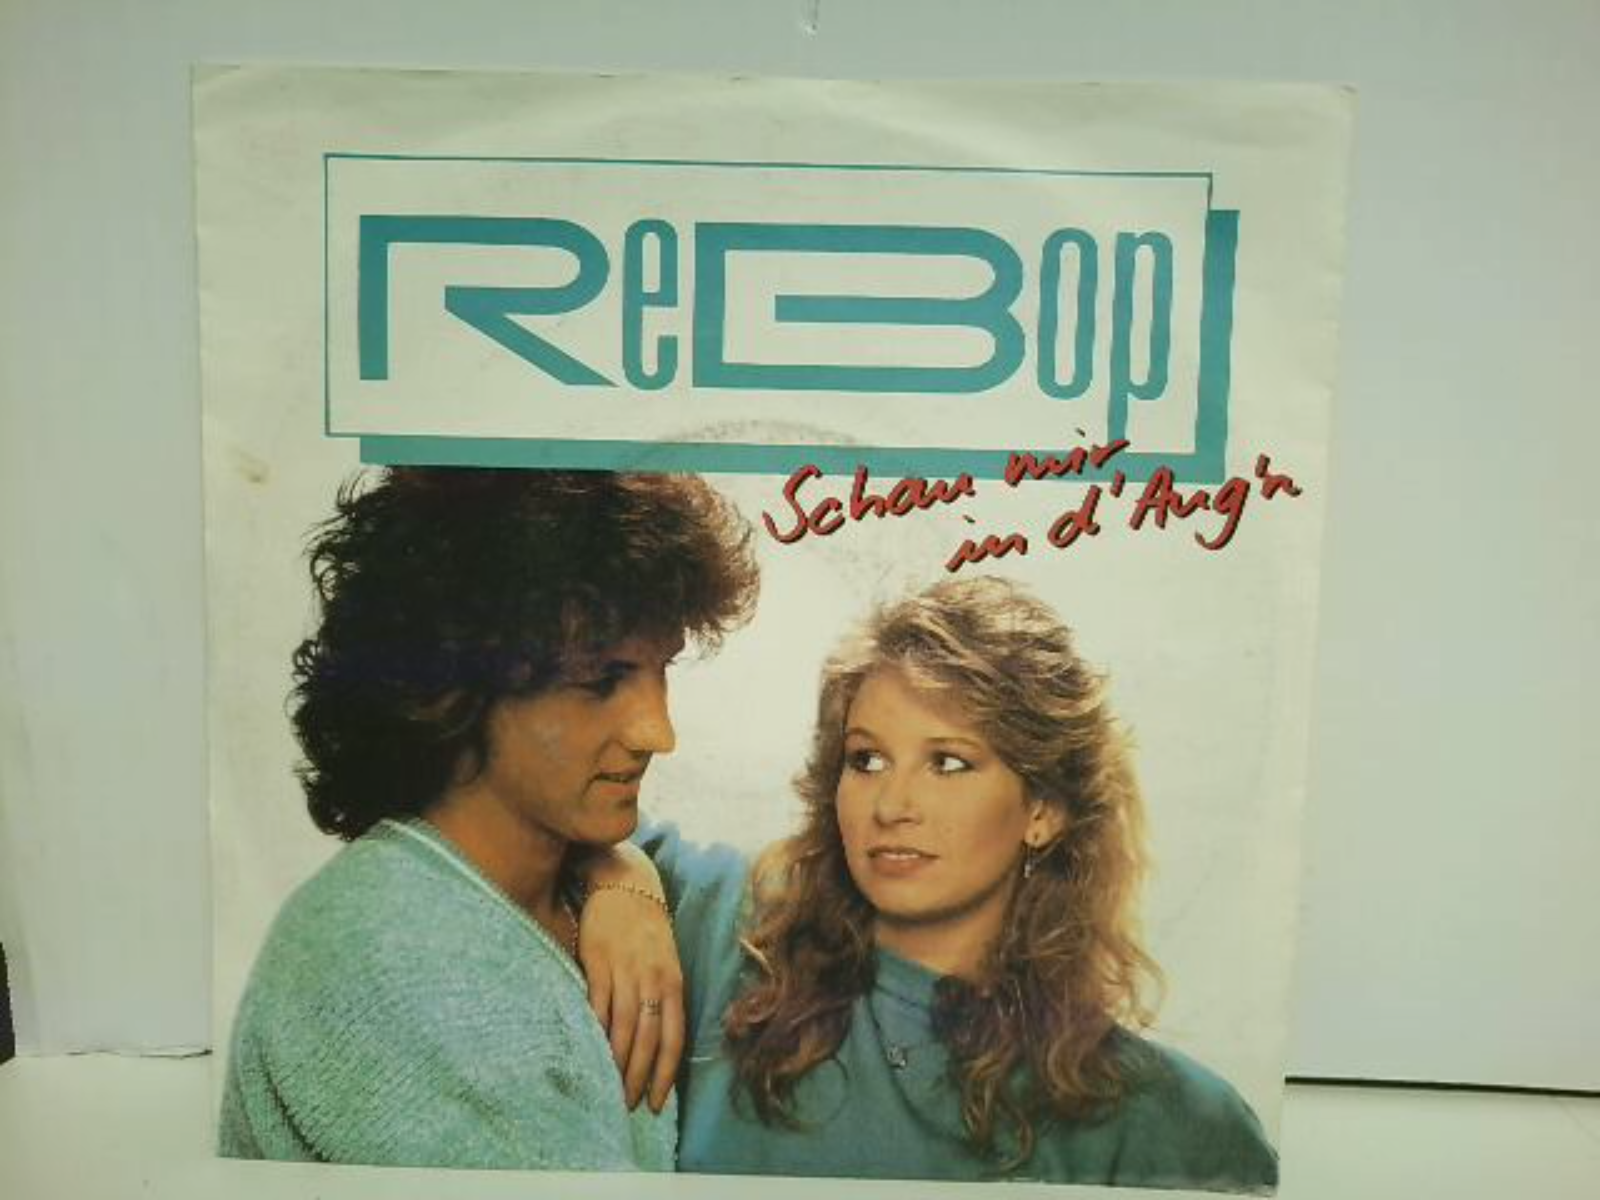 ReBop
Schau mir
in d'Aug'n